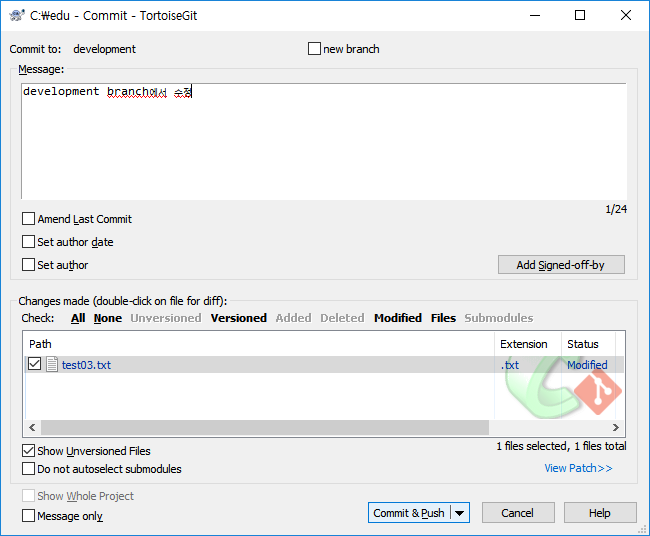 C:₩edu - Commit - TortoiseGit
Commit to: development
new branch
Message:
development branch에서 수정
1/24
Amend Last Commit
Set author date
Set author
Add Signed-off-by
Changes made (double-click on file for diff):
Check: All None Unversioned Versioned Added Deleted Modified Files Submodules
Path Extension Status
test03.txt .txt Modified
Show Unversioned Files
1 files selected, 1 files total
Do not autoselect submodules
View Patch>>
Show Whole Project
Message only
Commit & Push
Cancel
Help